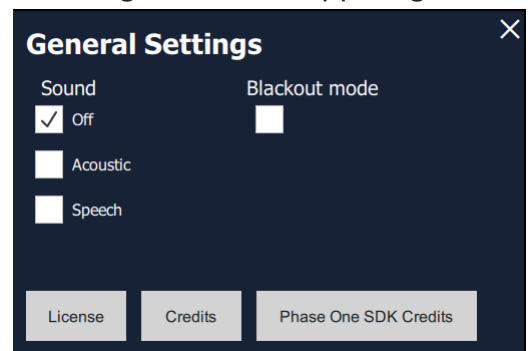 General Settings
Sound
Blackout mode
Off
Acoustic
Speech
License
Credits
Phase One SDK Credits